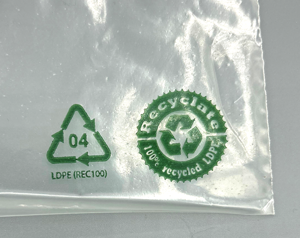 04
LDPE (REC100)
Recyclate
100% recycled LDPE